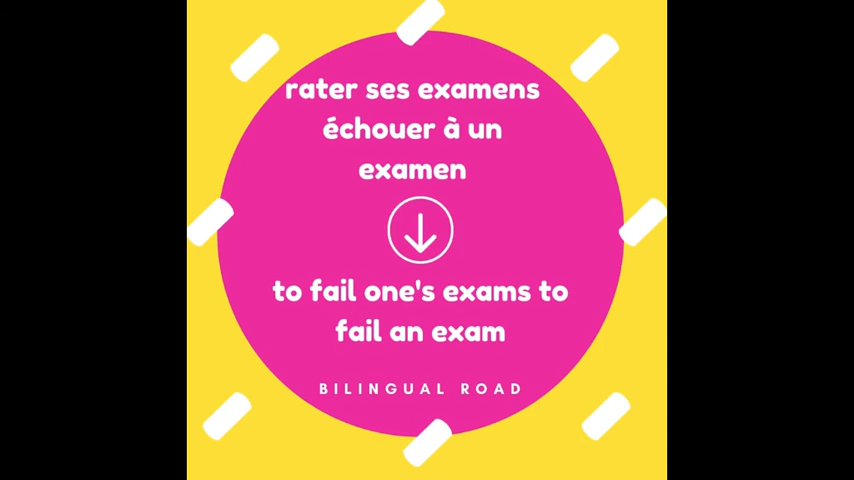 rater ses examens
échouer à un
examen
to fail one's exams to
fail an exam
BILINGUAL ROAD